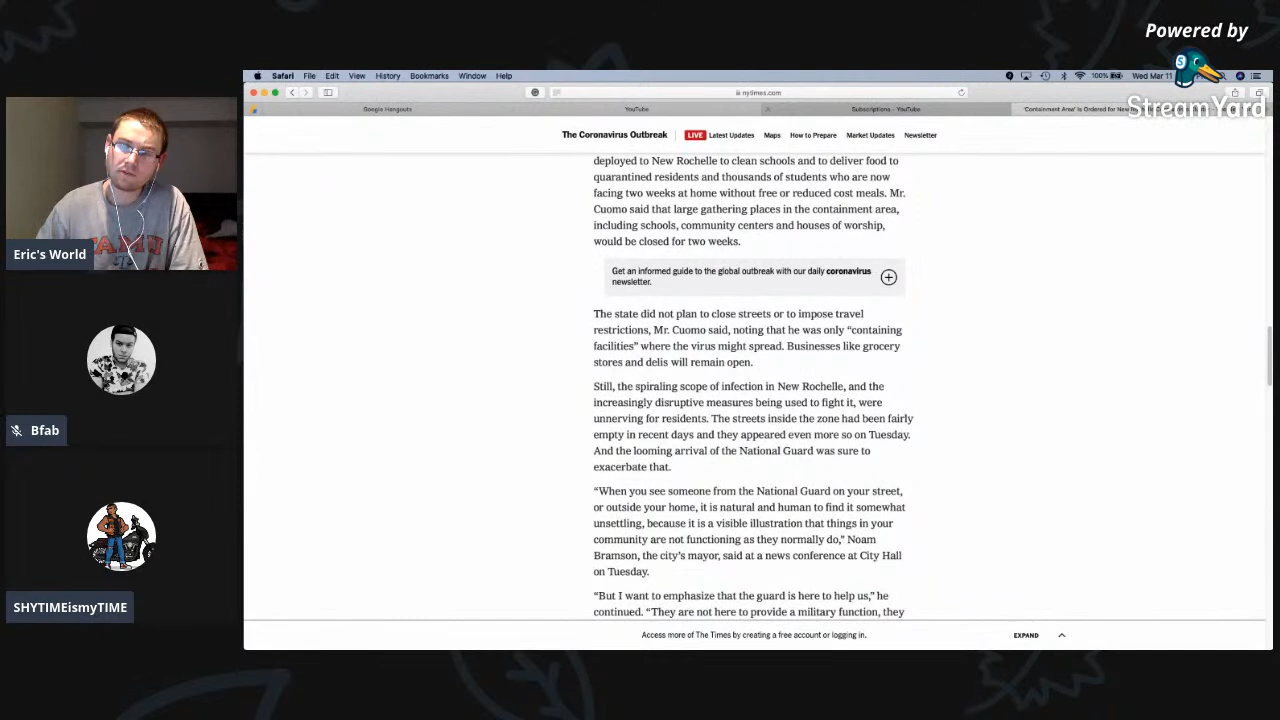 Powered by
StreamYard
Safari File Edit View History Bookmarks Window Help
100% Wed Mar 11
nytimes.com
Google Hangouts
YouTube
Subscriptions - YouTube
'Containment Area' Is Ordered for New
The Coronavirus Outbreak
LIVE Latest Updates Maps How to Prepare Market Updates Newsletter
deployed to New Rochelle to clean schools and to deliver food to
quarantined residents and thousands of students who are now
facing two weeks at home without free or reduced cost meals. Mr.
Cuomo said that large gathering places in the containment area,
including schools, community centers and houses of worship,
would be closed for two weeks.
Get an informed guide to the global outbreak with our daily coronavirus
newsletter.
The state did not plan to close streets or to impose travel
restrictions, Mr. Cuomo said, noting that he was only “containing
facilities” where the virus might spread. Businesses like grocery
stores and delis will remain open.
Still, the spiraling scope of infection in New Rochelle, and the
increasingly disruptive measures being used to fight it, were
unnerving for residents. The streets inside the zone had been fairly
empty in recent days and they appeared even more so on Tuesday.
And the looming arrival of the National Guard was sure to
exacerbate that.
“When you see someone from the National Guard on your street,
or outside your home, it is natural and human to find it somewhat
unsettling, because it is a visible illustration that things in your
community are not functioning as they normally do,” Noam
Bramson, the city’s mayor, said at a news conference at City Hall
on Tuesday.
“But I want to emphasize that the guard is here to help us,” he
continued. “They are not here to provide a military function, they
Access more of The Times by creating a free account or logging in.
EXPAND
Eric's World
Bfab
SHYTIMEismyTIME